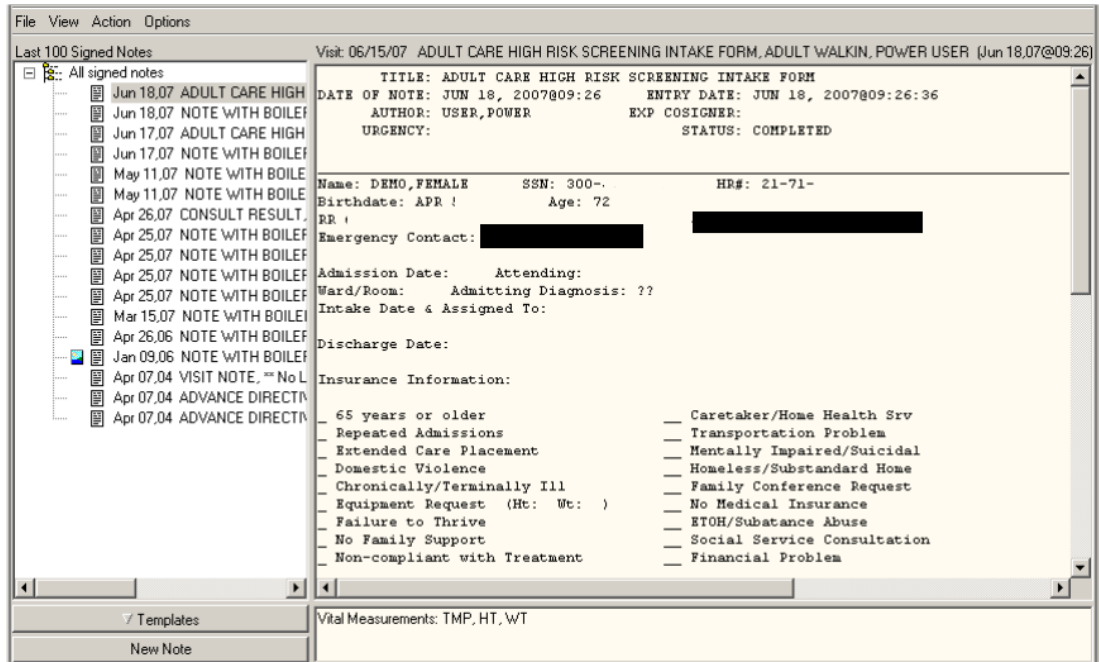 File View Action Options
Last 100 Signed Notes
All signed notes
Jun 18,07 ADULT CARE HIGH
Jun 18,07 NOTE WITH BOILEF
Jun 17,07 ADULT CARE HIGH
Jun 17,07 NOTE WITH BOILEF
May 11,07 NOTE WITH BOILE
May 11,07 NOTE WITH BOILE
Apr 26,07 CONSULT RESULT,
Apr 25,07 NOTE WITH BOILEF
Apr 25,07 NOTE WITH BOILEF
Apr 25,07 NOTE WITH BOILEF
Apr 25,07 NOTE WITH BOILEF
Mar 15,07 NOTE WITH BOILEI
Apr 26,06 NOTE WITH BOILEF
Jan 09,06 NOTE WITH BOILEF
Apr 07,04 VISIT NOTE, ** No L
Apr 07,04 ADVANCE DIRECTIV
Apr 07,04 ADVANCE DIRECTIV
Templates
New Note
Visit: 06/15/07 ADULT CARE HIGH RISK SCREENING INTAKE FORM, ADULT WALKIN, POWER USER (Jun 18,07@09:26)
TITLE: ADULT CARE HIGH RISK SCREENING INTAKE FORM
DATE OF NOTE: JUN 18, 2007@09:26 ENTRY DATE: JUN 18, 2007@09:26:36
AUTHOR: USER,POWER EXP COSIGNER:
URGENCY: STATUS: COMPLETED
Name: DEMO,FEMALE SSN: 300-. HR#: 21-71-
Birthdate: APR Age: 72
RR
Emergency Contact:
Admission Date: Attending:
Ward/Room: Admitting Diagnosis: ??
Intake Date & Assigned To:
Discharge Date:
Insurance Information:
_ 65 years or older __ Caretaker/Home Health Srv
_ Repeated Admissions __ Transportation Problem
_ Extended Care Placement __ Mentally Impaired/Suicidal
_ Domestic Violence __ Homeless/Substandard Home
_ Chronically/Terminally Ill __ Family Conference Request
_ Equipment Request (Ht: Wt: ) __ No Medical Insurance
_ Failure to Thrive __ ETOH/Subatance Abuse
_ No Family Support __ Social Service Consultation
_ Non-compliant with Treatment __ Financial Problem
Vital Measurements: TMP, HT, WT